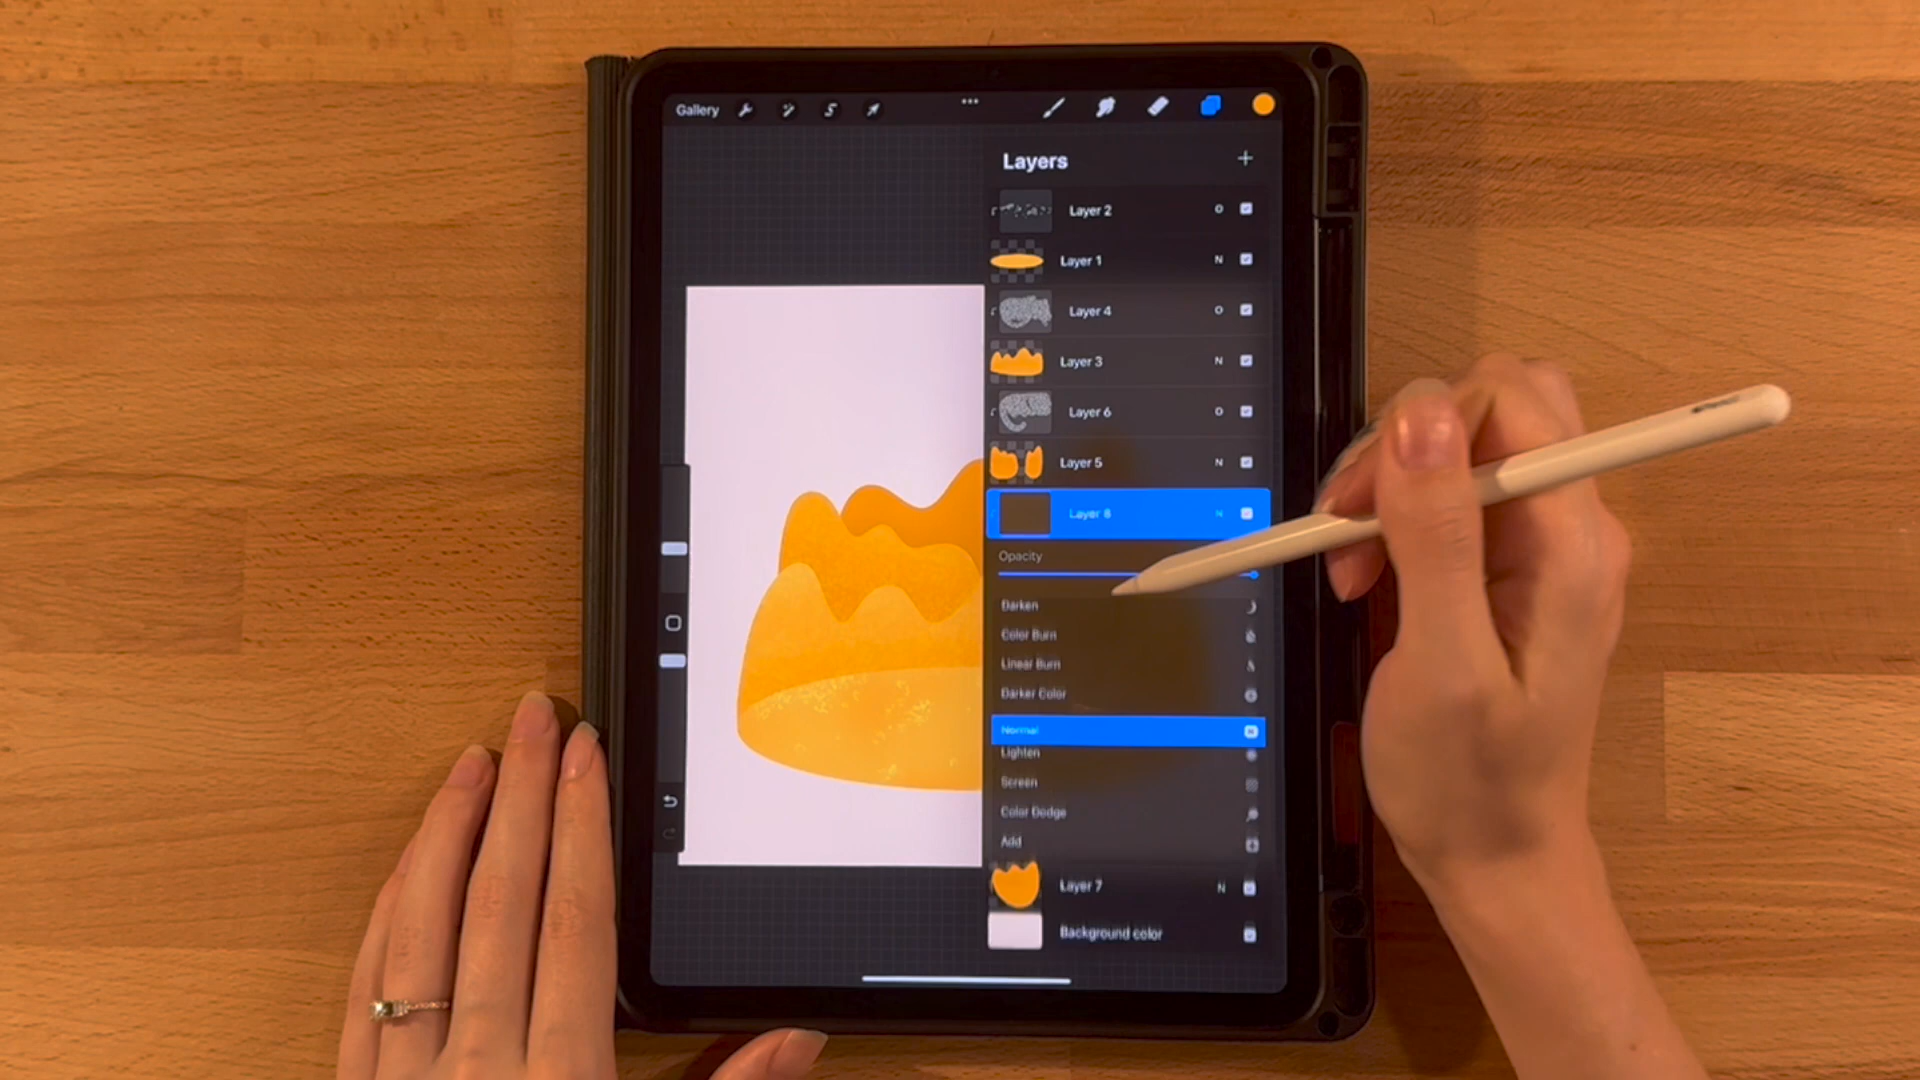 Gallery
Layers
Layer 2 O
Layer 1 N
Layer 4 O
Layer 3 N
Layer 6 O
Layer 5 N
Layer 8 N
Opacity
Darken
Color Burn
Linear Burn
Darker Color
Normal
Lighten
Screen
Color Dodge
Add
Layer 7 N
Background color